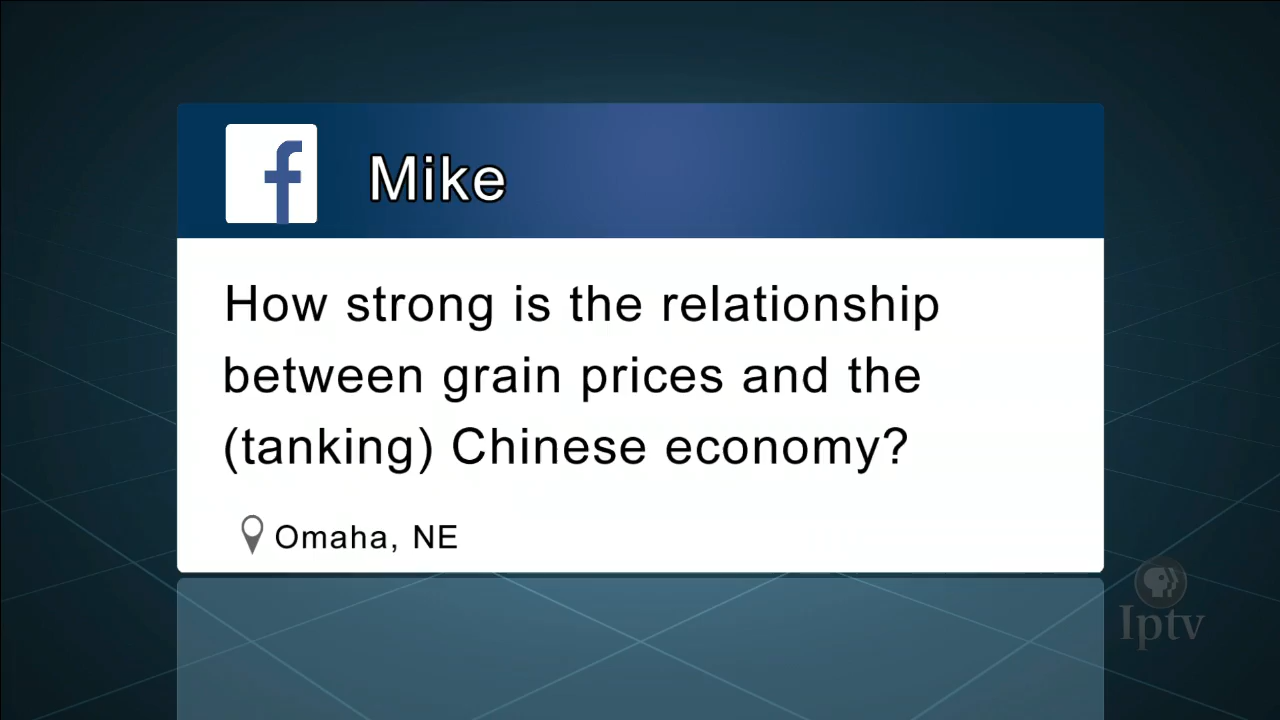 Mike
How strong is the relationship
between grain prices and the
(tanking) Chinese economy?
Omaha, NE
Iptv